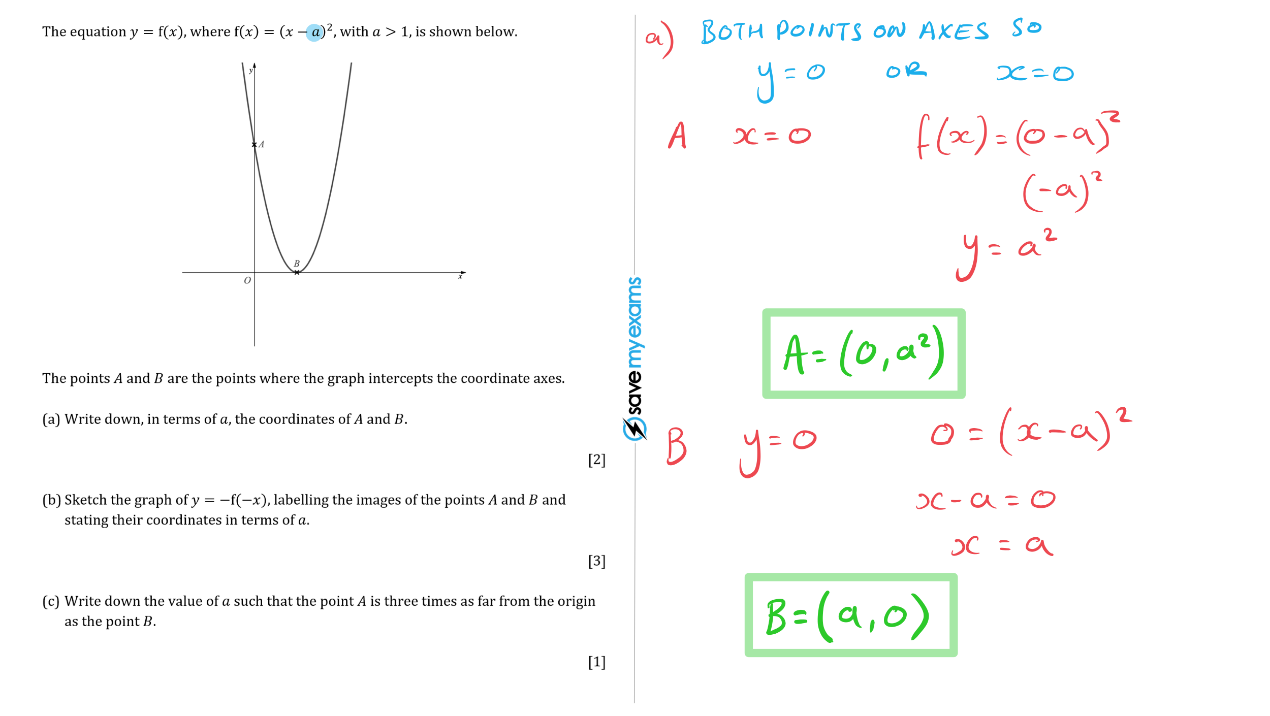 The equation y = f(x), where f(x) = (x − a)², with a > 1, is shown below.
y
A
B
O
x
The points A and B are the points where the graph intercepts the coordinate axes.
(a) Write down, in terms of a, the coordinates of A and B.
[2]
(b) Sketch the graph of y = −f(−x), labelling the images of the points A and B and
stating their coordinates in terms of a.
[3]
(c) Write down the value of a such that the point A is three times as far from the origin
as the point B.
[1]
savemyexams
a) BOTH POINTS ON AXES SO
y = 0 OR x = 0
A x = 0 f(x) = (0 − a)²
(−a)²
y = a²
A = (0, a²)
B y = 0 0 = (x − a)²
x − a = 0
x = a
B = (a, 0)